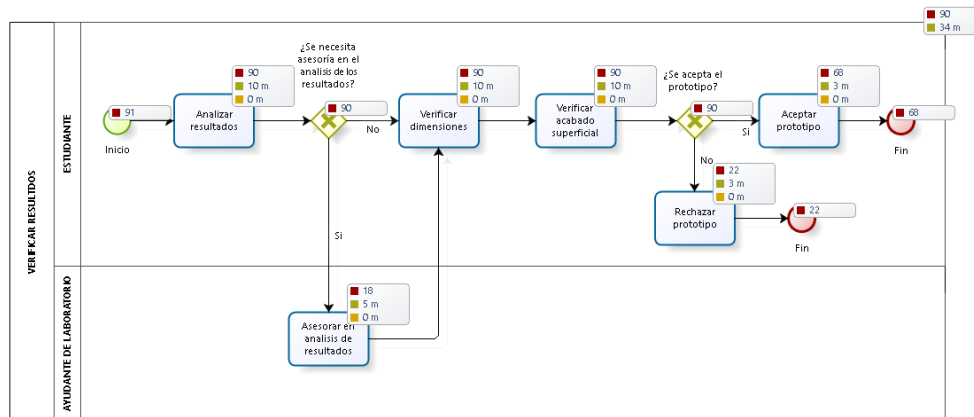 VERIFICAR RESULTDOS
ESTUDIANTE
AYUDANTE DE LABORATORIO
90
34 m
91
Inicio
90
10 m
0 m
Analizar
resultados
¿Se necesita
asesoría en el
analisis de los
resultados?
90
No
Si
90
10 m
0 m
Verificar
dimensiones
90
10 m
0 m
Verificar
acabado
superficial
¿Se acepta el
prototipo?
90
Si
No
68
3 m
0 m
Aceptar
prototipo
68
Fin
22
3 m
0 m
Rechazar
prototipo
22
Fin
18
5 m
0 m
Asesorar en
analisis de
resultados